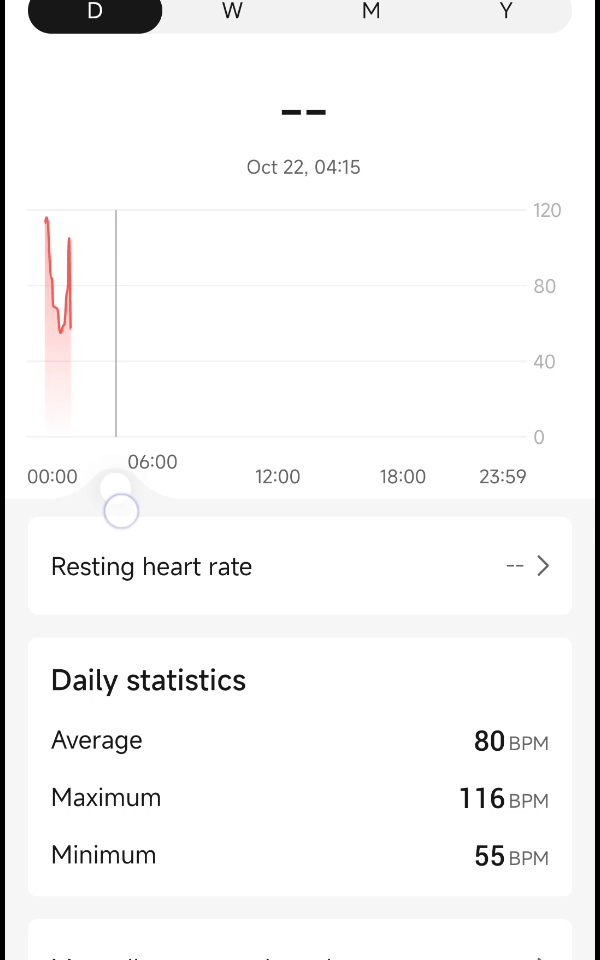 D W M Y
--
Oct 22, 04:15
120
80
40
0
00:00 06:00 12:00 18:00 23:59
Resting heart rate --
Daily statistics
Average 80 BPM
Maximum 116 BPM
Minimum 55 BPM